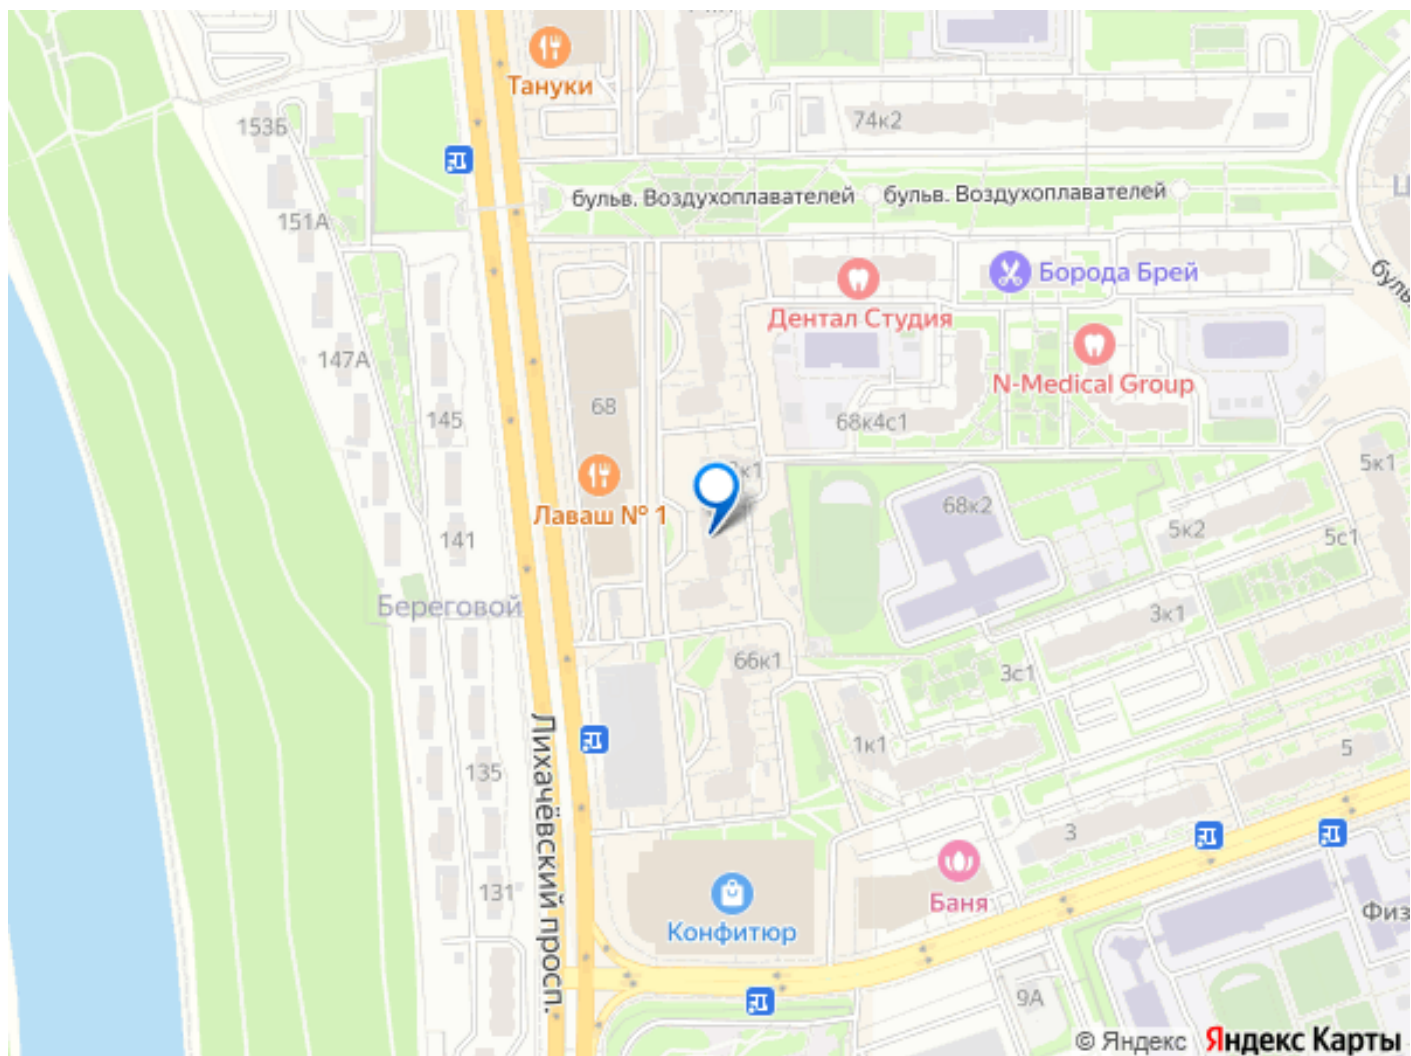 Тануки
74к2
153Б
бульв. Воздухоплавателей
бульв. Воздухоплавателей
151А
Борода Брей
Дентал Студия
147А
N-Medical Group
68
145
68к4с1
5к1
Лаваш № 1
68к2
5к2
5с1
141
Береговой
3к1
66к1
3с1
1к1
5
135
Лихачёвский просп.
3
131
Баня
Конфитюр
9А
© Яндекс
Яндекс Карты